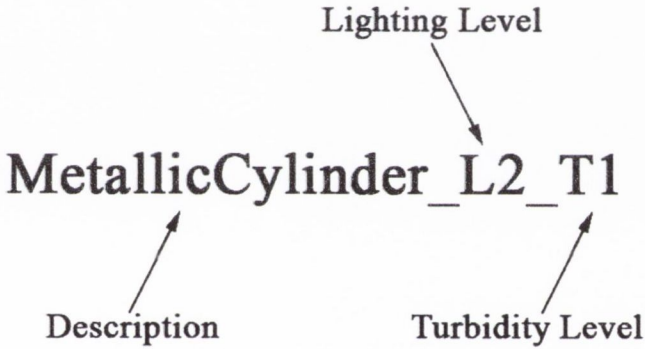 Lighting Level
MetallicCylinder_L2_T1
Description Turbidity Level